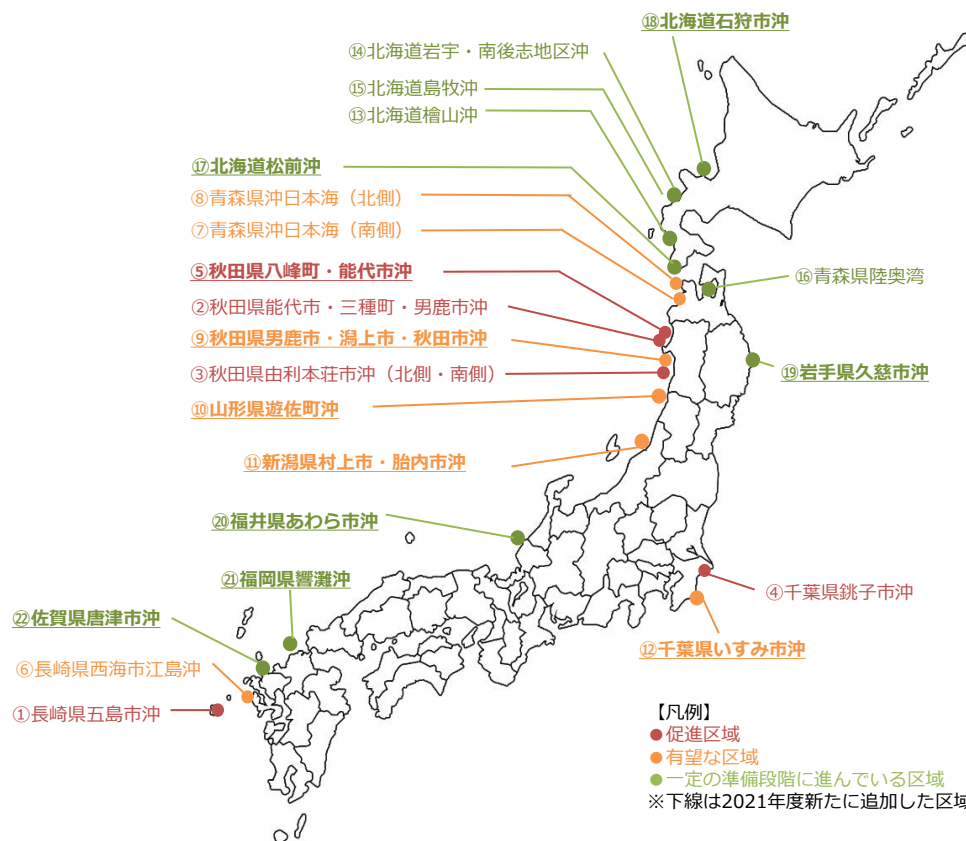 ⑱北海道石狩市沖
⑭北海道岩宇・南後志地区沖
⑮北海道島牧沖
⑬北海道檜山沖
⑰北海道松前沖
⑧青森県沖日本海（北側）
⑦青森県沖日本海（南側）
⑤秋田県八峰町・能代市沖
⑯青森県陸奥湾
②秋田県能代市・三種町・男鹿市沖
⑨秋田県男鹿市・潟上市・秋田市沖
③秋田県由利本荘市沖（北側・南側）
⑲岩手県久慈市沖
⑩山形県遊佐町沖
⑪新潟県村上市・胎内市沖
⑳福井県あわら市沖
㉑福岡県響灘沖
④千葉県銚子市沖
㉒佐賀県唐津市沖
⑫千葉県いすみ市沖
⑥長崎県西海市江島沖
①長崎県五島市沖
【凡例】
●促進区域
●有望な区域
●一定の準備段階に進んでいる区域
※下線は2021年度新たに追加した区域